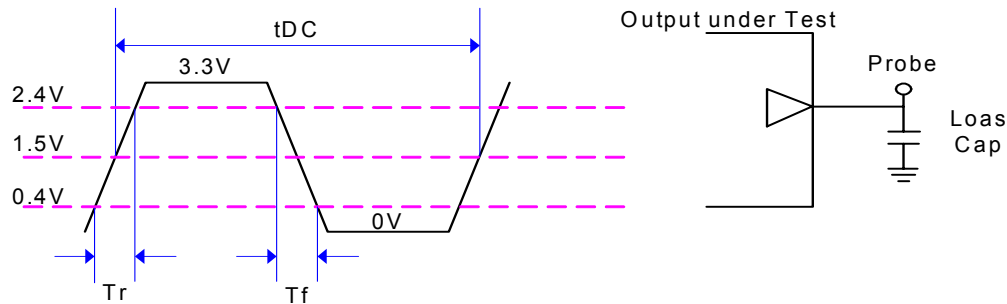 tDC
3.3V
2.4V
1.5V
0.4V
0V
Tr
Tf
Output under Test
Probe
Loas
Cap